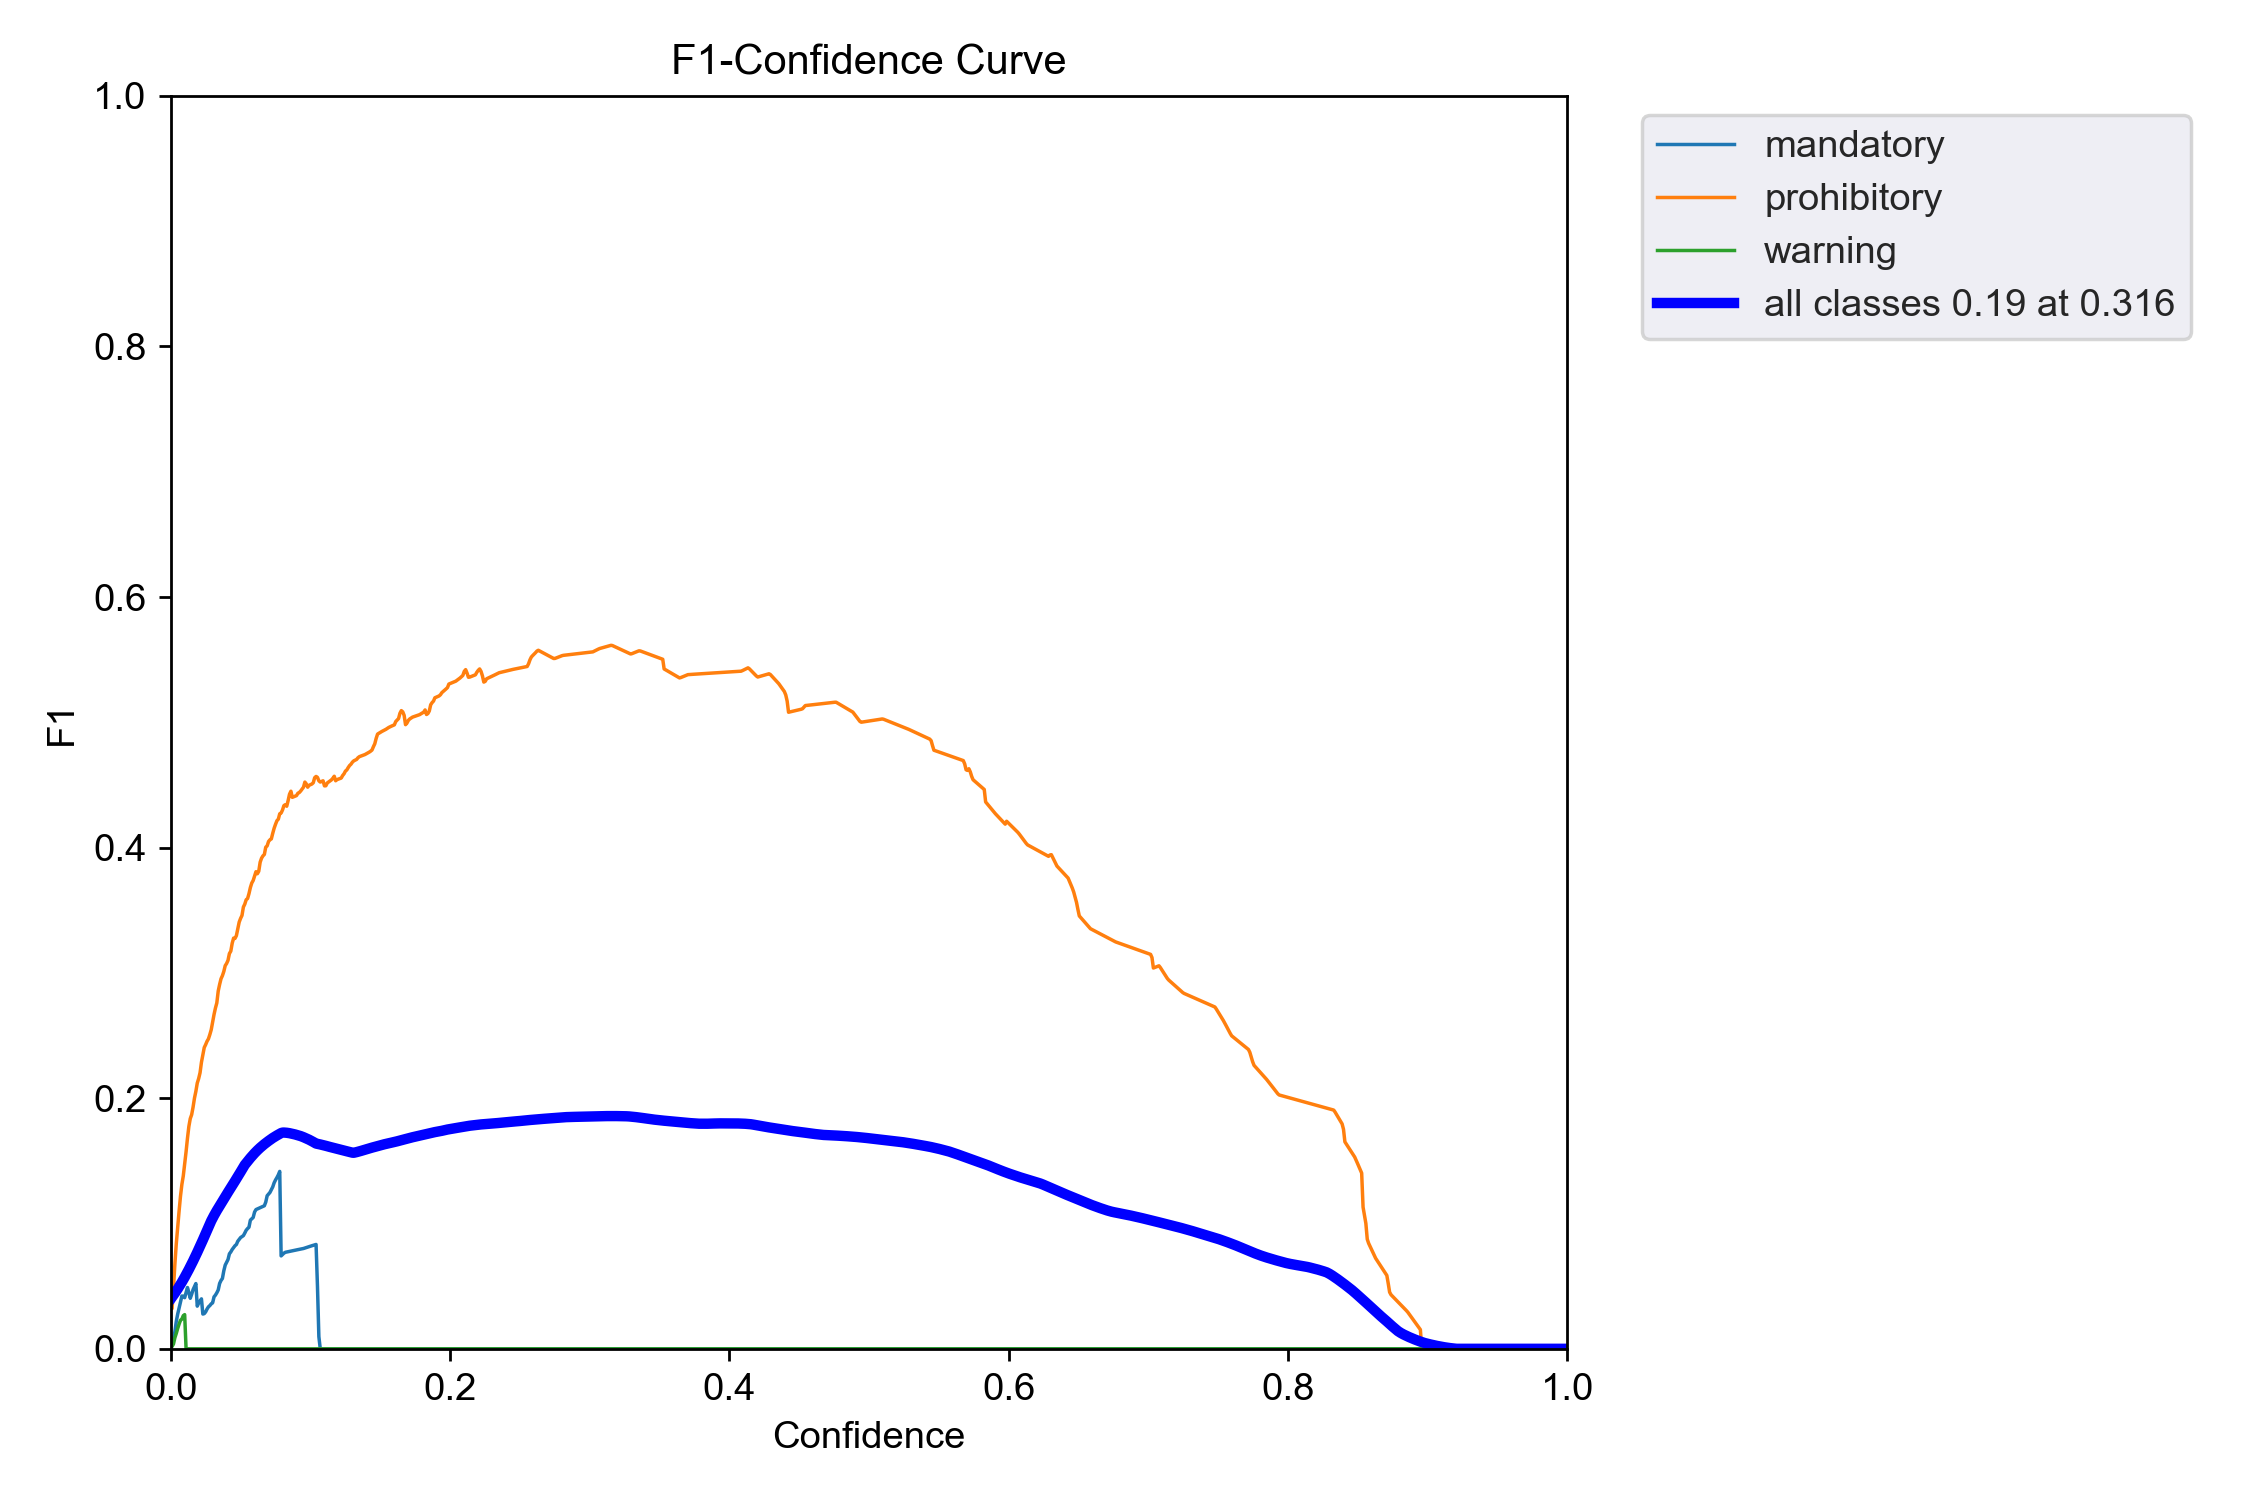 F1-Confidence Curve
1.0
0.8
0.6
0.4
0.2
0.0
F1
0.0 0.2 0.4 0.6 0.8 1.0
Confidence
mandatory
prohibitory
warning
all classes 0.19 at 0.316